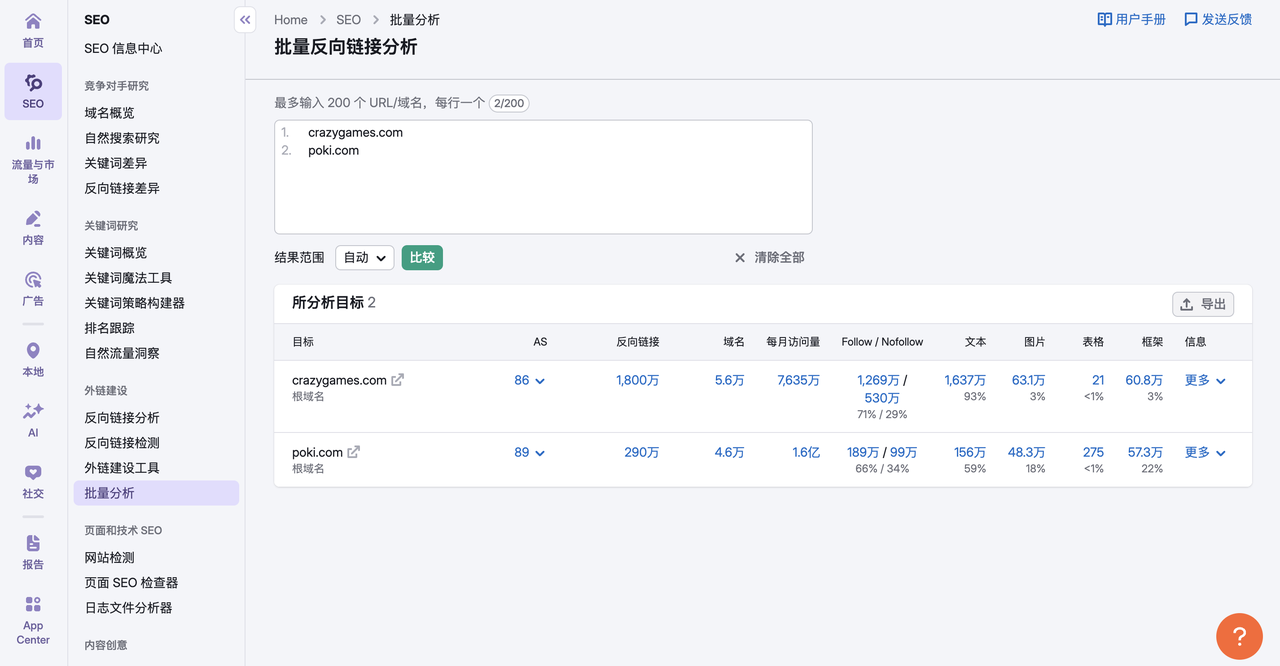 首页
SEO
流量与市
场
内容
广告
本地
AI
社交
报告
App
Center
SEO
SEO 信息中心
竞争对手研究
域名概览
自然搜索研究
关键词差异
反向链接差异
关键词研究
关键词概览
关键词魔法工具
关键词策略构建器
排名跟踪
自然流量洞察
外链建设
反向链接分析
反向链接检测
外链建设工具
批量分析
页面和技术 SEO
网站检测
页面 SEO 检查器
日志文件分析器
内容创意
Home > SEO > 批量分析
用户手册 发送反馈
批量反向链接分析
最多输入 200 个 URL/域名，每行一个 2/200
1. crazygames.com
2. poki.com
结果范围 自动 比较 清除全部
所分析目标 2 导出
目标 AS 反向链接 域名 每月访问量 Follow / Nofollow 文本 图片 表格 框架 信息
crazygames.com 86 1,800万 5.6万 7,635万 1,269万 / 1,637万 63.1万 21 60.8万 更多
根域名 530万 93% 3% <1% 3%
71% / 29%
poki.com 89 290万 4.6万 1.6亿 189万 / 99万 156万 48.3万 275 57.3万 更多
根域名 66% / 34% 59% 18% <1% 22%
?